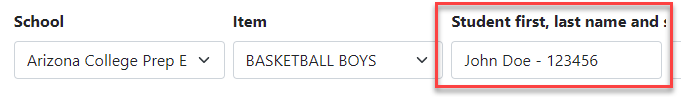 School Item Student first, last name and s
Arizona College Prep E BASKETBALL BOYS John Doe - 123456